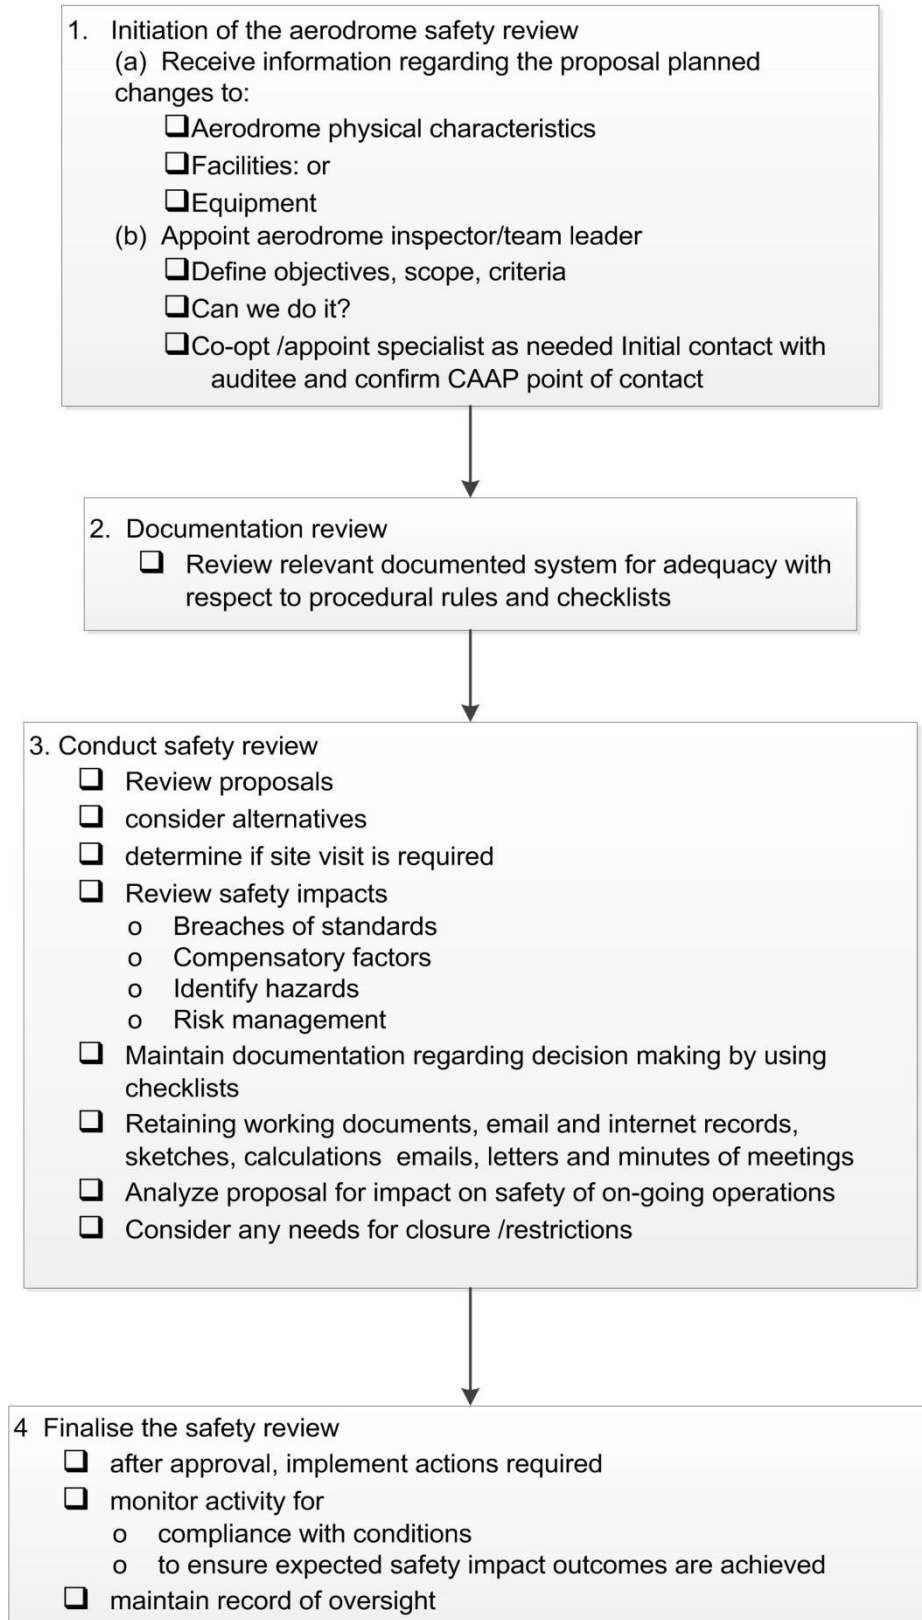 1. Initiation of the aerodrome safety review
(a) Receive information regarding the proposal planned
changes to:
❑Aerodrome physical characteristics
❑Facilities: or
❑Equipment
(b) Appoint aerodrome inspector/team leader
❑Define objectives, scope, criteria
❑Can we do it?
❑Co-opt /appoint specialist as needed Initial contact with
auditee and confirm CAAP point of contact
2. Documentation review
❑ Review relevant documented system for adequacy with
respect to procedural rules and checklists
3. Conduct safety review
❑ Review proposals
❑ consider alternatives
❑ determine if site visit is required
❑ Review safety impacts
o Breaches of standards
o Compensatory factors
o Identify hazards
o Risk management
❑ Maintain documentation regarding decision making by using
checklists
❑ Retaining working documents, email and internet records,
sketches, calculations emails, letters and minutes of meetings
❑ Analyze proposal for impact on safety of on-going operations
❑ Consider any needs for closure /restrictions
4 Finalise the safety review
❑ after approval, implement actions required
❑ monitor activity for
o compliance with conditions
o to ensure expected safety impact outcomes are achieved
❑ maintain record of oversight